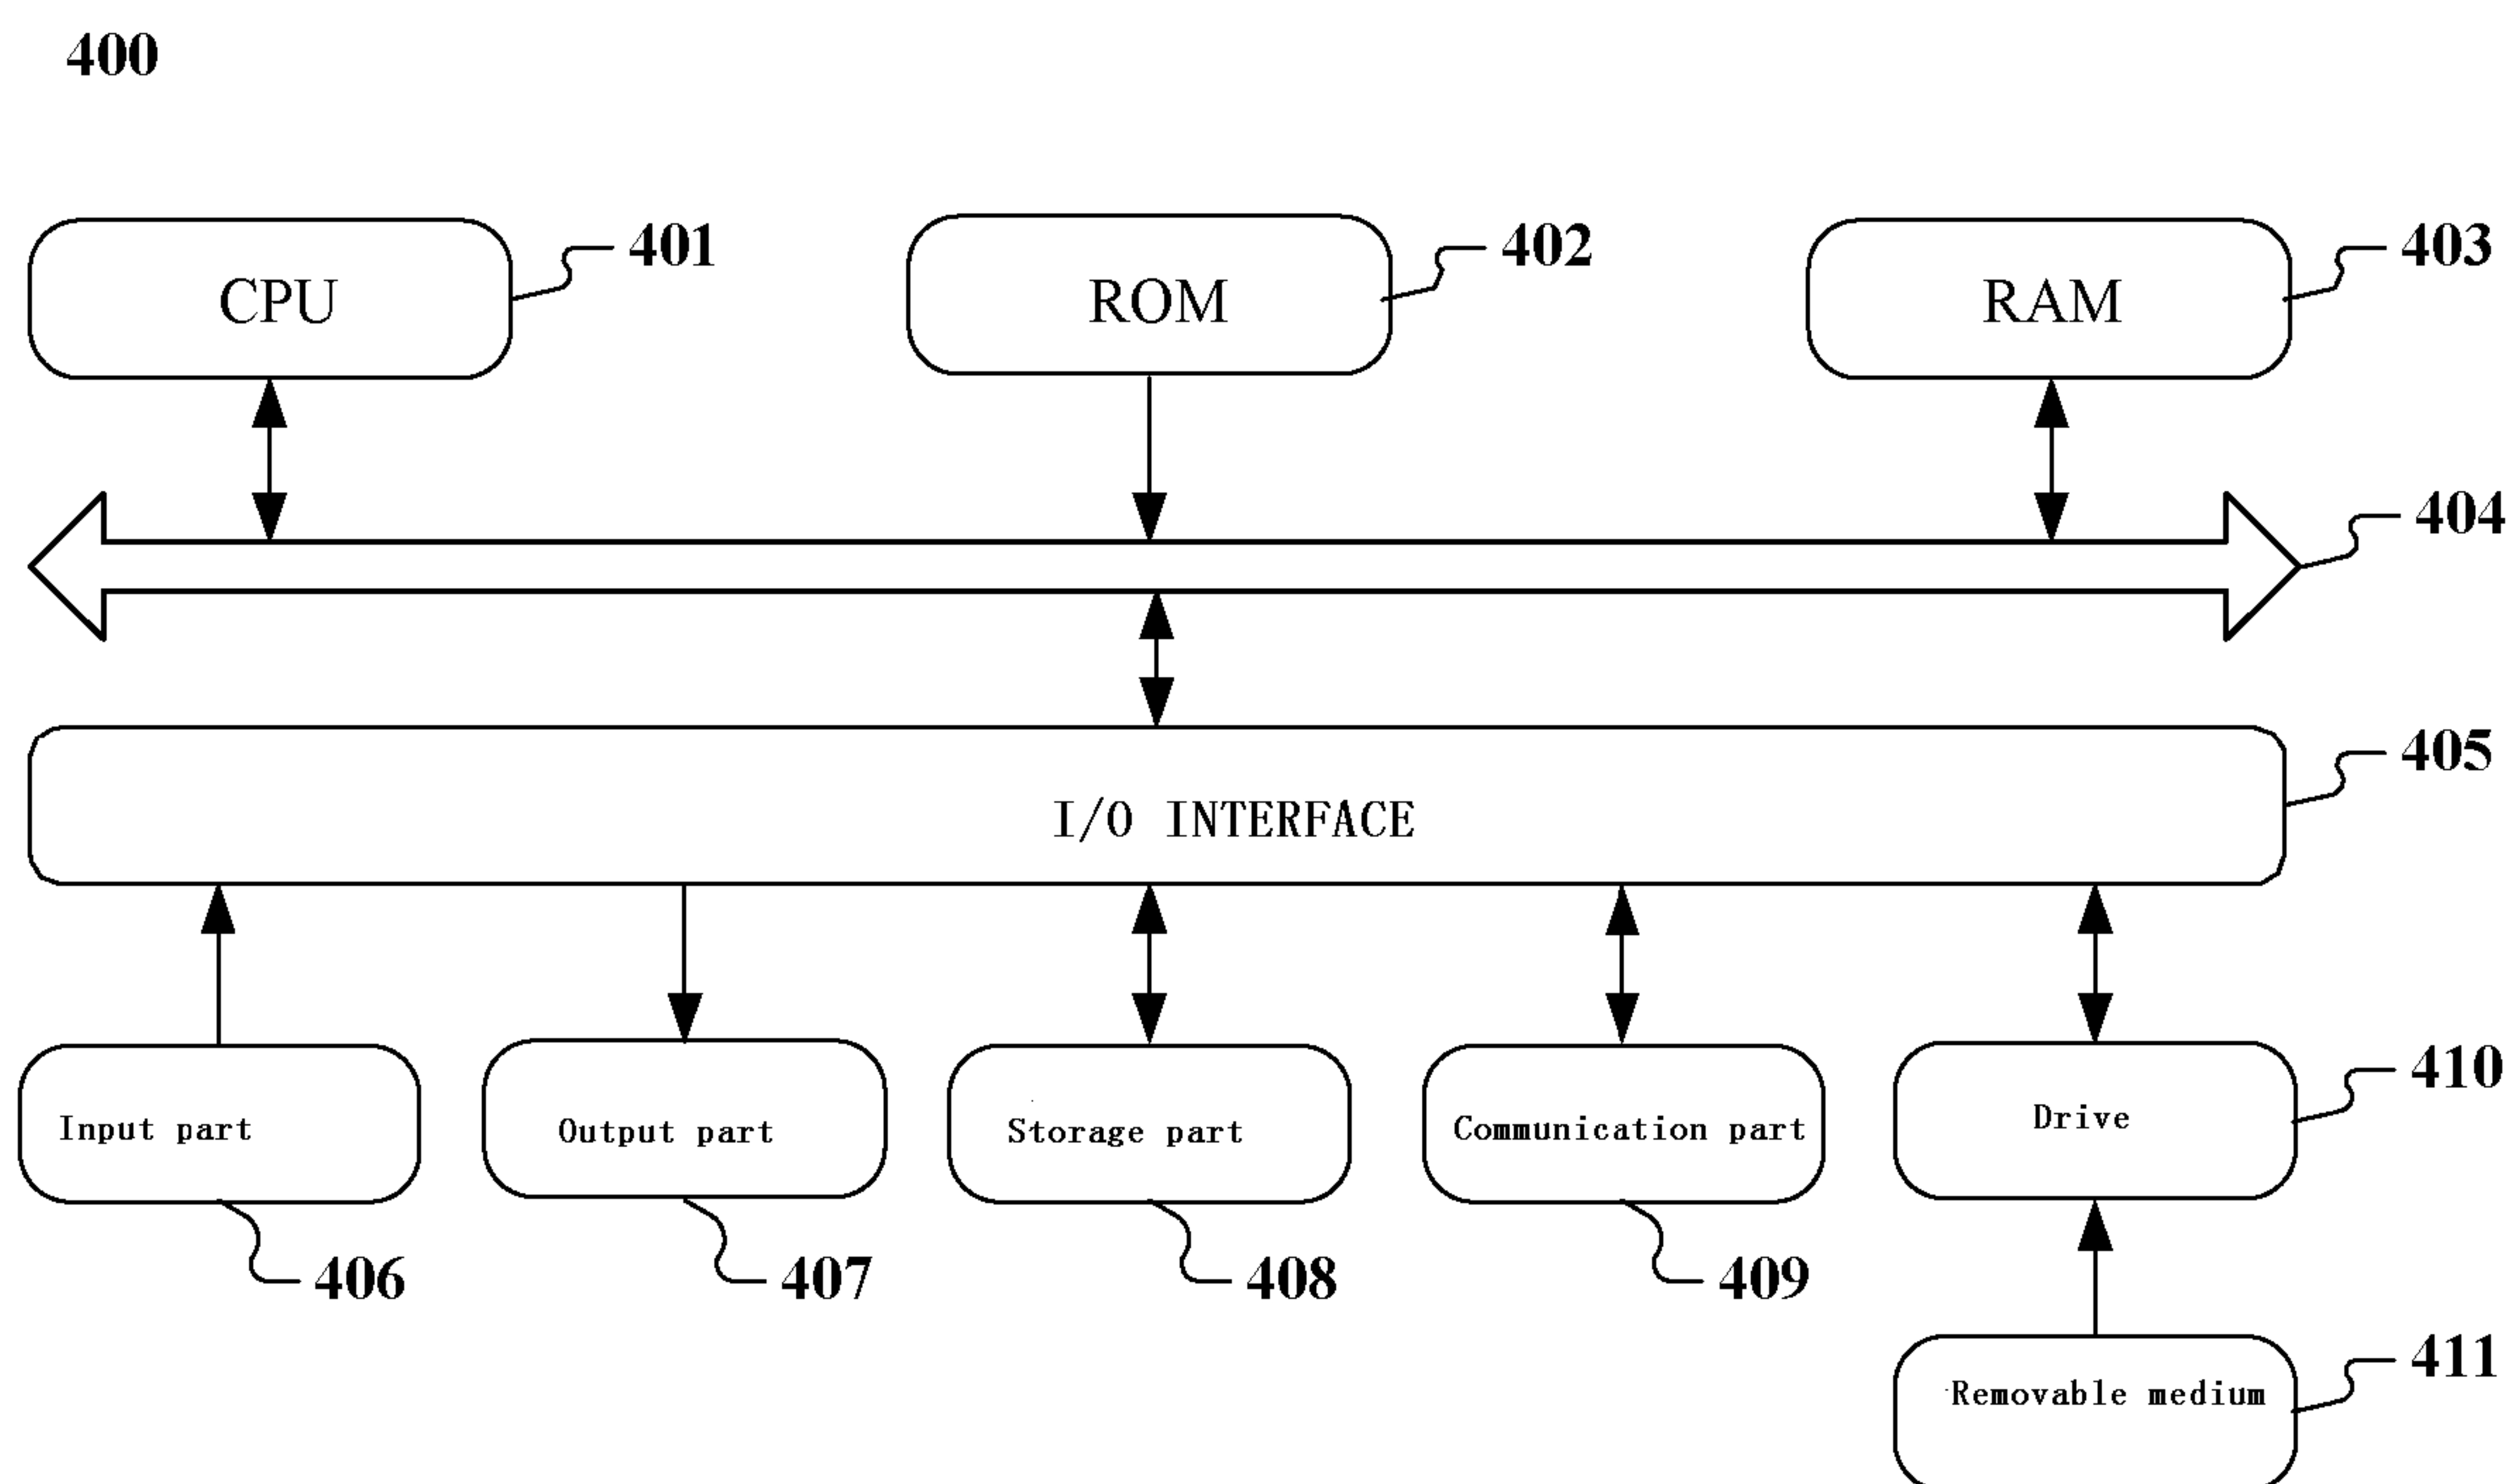 400
CPU
401
ROM
402
RAM
403
404
I/O INTERFACE
405
Input part
Output part
Storage part
Communication part
Drive
410
406
407
408
409
Removable medium
411